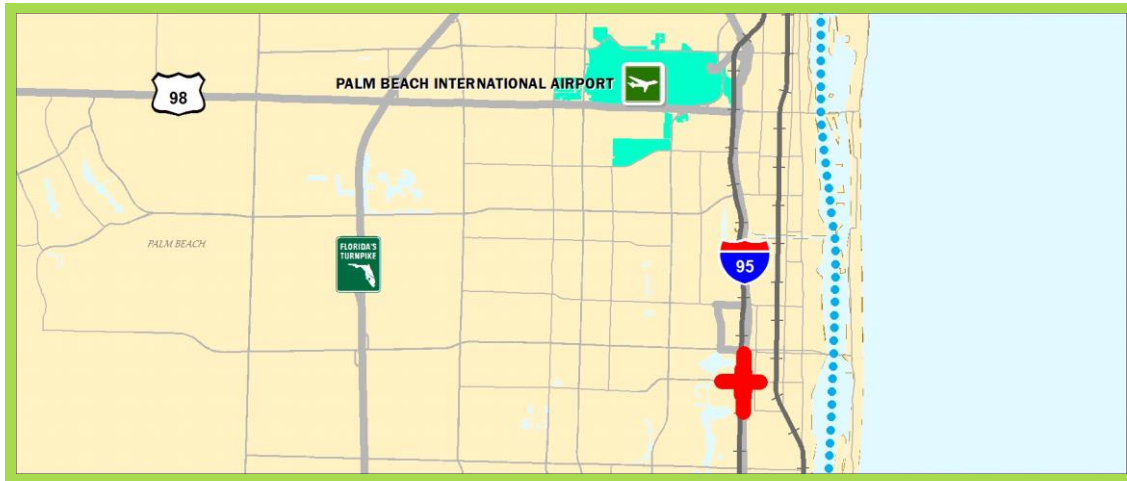 98
PALM BEACH INTERNATIONAL AIRPORT
PALM BEACH
FLORIDA'S
TURNPIKE
95